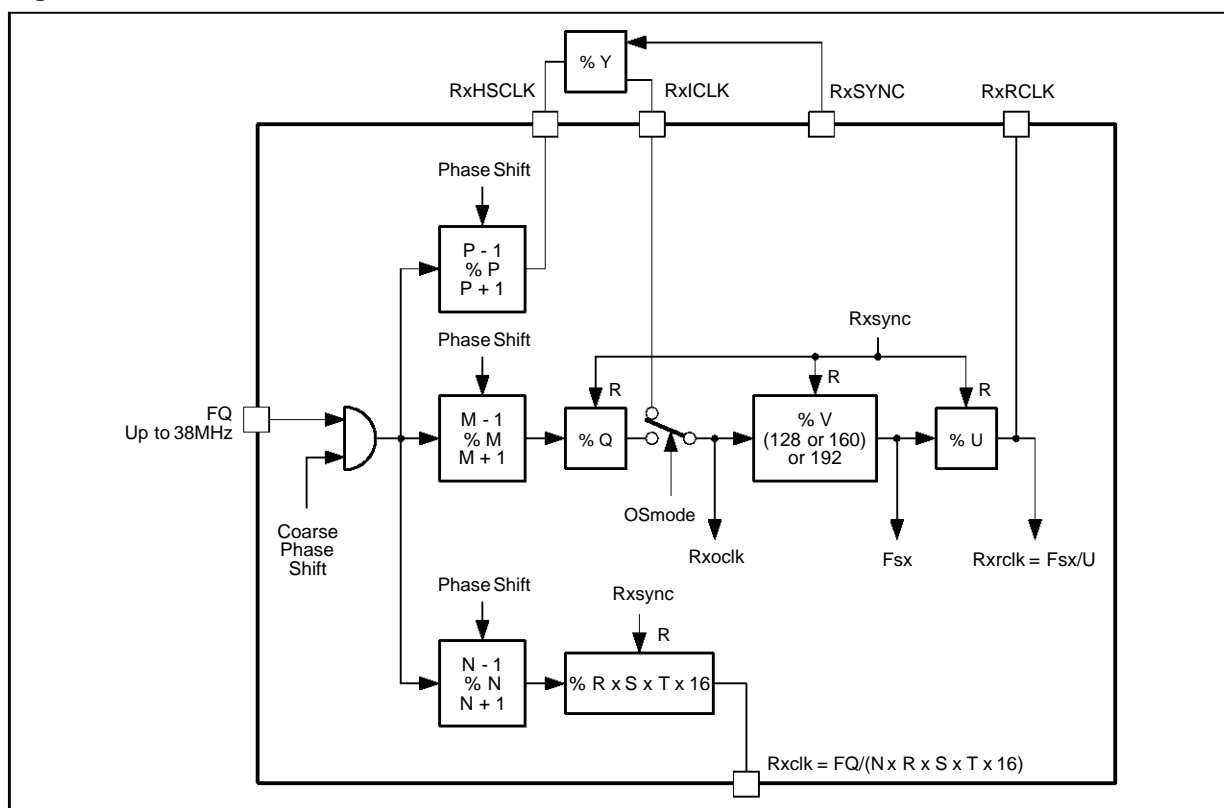 % Y
RxHSCLK
RxICLK
RxSYNC
RxRCLK
Phase Shift
P - 1
% P
P + 1
Phase Shift
Rxsync
R
R
R
FQ
Up to 38MHz
M - 1
% M
M + 1
% Q
% V
(128 or 160)
or 192
% U
OSmode
Coarse
Phase
Shift
Rxoclk
Fsx
Rxrclk = Fsx/U
Phase Shift
Rxsync
R
N - 1
% N
N + 1
% R x S x T x 16
Rxclk = FQ/(N x R x S x T x 16)